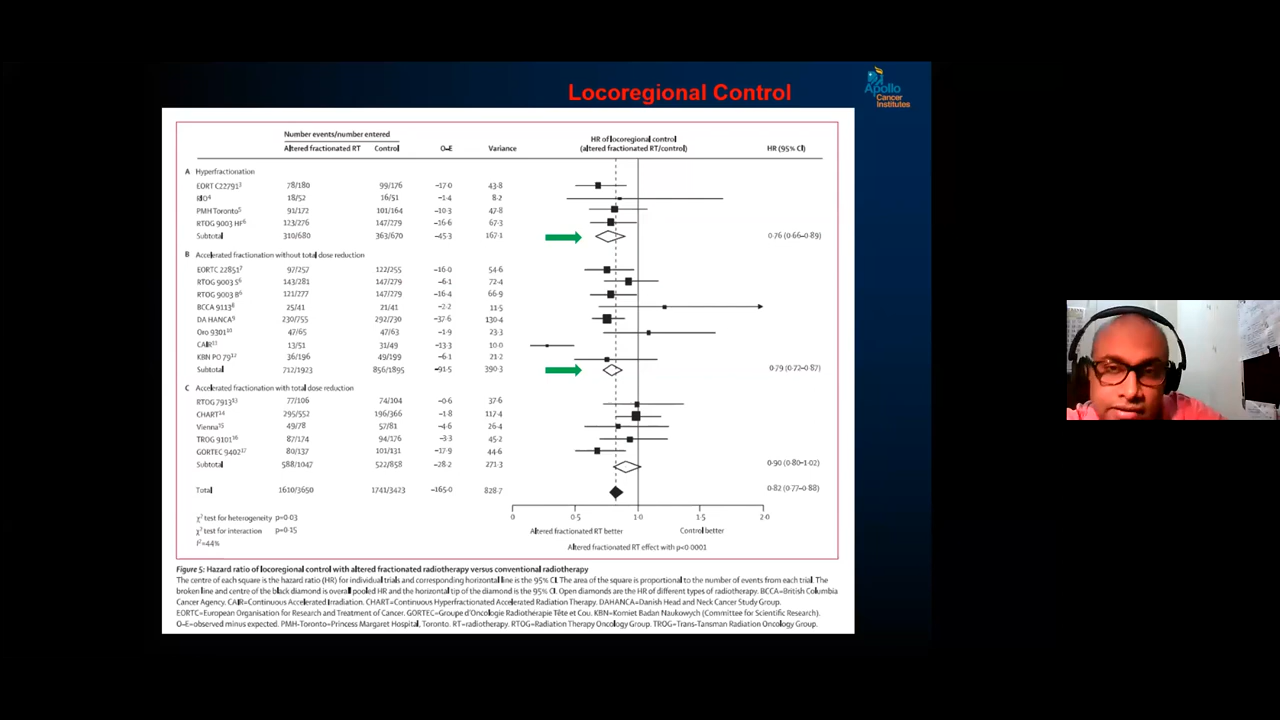 Locoregional Control
Apollo
Cancer
Institutes
Number events/number entered
HR of locoregional control
Altered fractionated RT Control O–E Variance (altered fractionated RT/control) HR (95% CI)
A Hyperfractionation
EORT C22791³ 78/180 99/176 –17·0 43·8
RIO⁴ 18/52 16/51 –1·4 8·2
PMH Toronto⁵ 91/172 101/164 –10·3 47·8
RTOG 9003 HF⁶ 123/276 147/279 –16·6 67·3
Subtotal 310/680 363/670 –45·3 167·1 0·76 (0·66–0·89)
B Accelerated fractionation without total dose reduction
EORTC 22851⁷ 97/257 122/255 –16·0 54·6
RTOG 9003 S⁶ 143/281 147/279 –6·1 72·4
RTOG 9003 B⁶ 121/277 147/279 –16·4 66·9
BCCA 9113⁸ 25/41 21/41 –2·2 11·5
DA HANCA⁹ 230/755 292/730 –37·6 130·4
Oro 9301¹⁰ 47/65 47/63 –1·9 23·3
CAIR¹¹ 13/51 31/49 –13·3 10·0
KBN PO 79¹² 36/196 49/199 –6·1 21·2
Subtotal 712/1923 856/1895 –91·5 390·3 0·79 (0·72–0·87)
C Accelerated fractionation with total dose reduction
RTOG 7913¹³ 77/106 74/104 –0·6 37·6
CHART¹⁴ 295/552 196/366 –1·8 117·4
Vienna¹⁵ 49/78 57/81 –4·6 26·4
TROG 9101¹⁶ 87/174 94/176 –3·3 45·2
GORTEC 9402¹⁷ 80/137 101/131 –17·9 44·6
Subtotal 588/1047 522/858 –28·2 271·3 0·90 (0·80–1·02)
Total 1610/3650 1741/3423 –165·0 828·7 0·82 (0·77–0·88)
0 0·5 1·0 1·5 2·0
χ² test for heterogeneity p=0·03
χ² test for interaction p=0·15
I²=44%
Altered fractionated RT better Control better
Altered fractionated RT effect with p<0·0001
Figure 5: Hazard ratio of locoregional control with altered fractionated radiotherapy versus conventional radiotherapy
The centre of each square is the hazard ratio (HR) for individual trials and corresponding horizontal line is the 95% CI. The area of the square is proportional to the number of events from each trial. The
broken line and centre of the black diamond is overall pooled HR and the horizontal tip of the diamond is the 95% CI. Open diamonds are the HR of different types of radiotherapy. BCCA=British Columbia
Cancer Agency. CAIR=Continuous Accelerated Irradiation. CHART=Continuous Hyperfractionated Accelerated Radiation Therapy. DAHANCA=Danish Head and Neck Cancer Study Group.
EORTC=European Organisation for Research and Treatment of Cancer. GORTEC=Groupe d'Oncologie Radiothérapie Tête et Cou. KBN=Komiet Badan Naukowych (Committee for Scientific Research).
O–E=observed minus expected. PMH-Toronto=Princess Margaret Hospital, Toronto. RT=radiotherapy. RTOG=Radiation Therapy Oncology Group. TROG=Trans-Tansman Radiation Oncology Group.